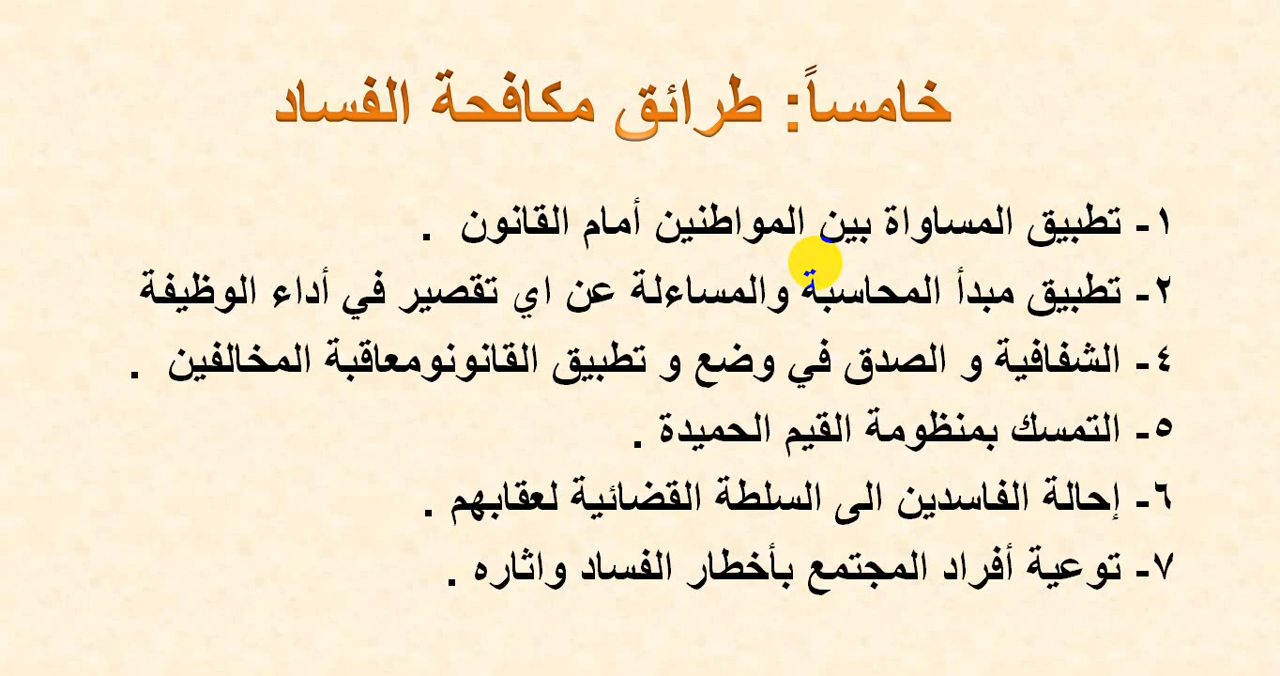 خامساً: طرائق مكافحة الفساد
١- تطبيق المساواة بين المواطنين أمام القانون .
٢- تطبيق مبدأ المحاسبة والمساءلة عن اي تقصير في أداء الوظيفة
٤- الشفافية و الصدق في وضع و تطبيق القانونومعاقبة المخالفين .
٥- التمسك بمنظومة القيم الحميدة .
٦- إحالة الفاسدين الى السلطة القضائية لعقابهم .
٧- توعية أفراد المجتمع بأخطار الفساد واثاره .